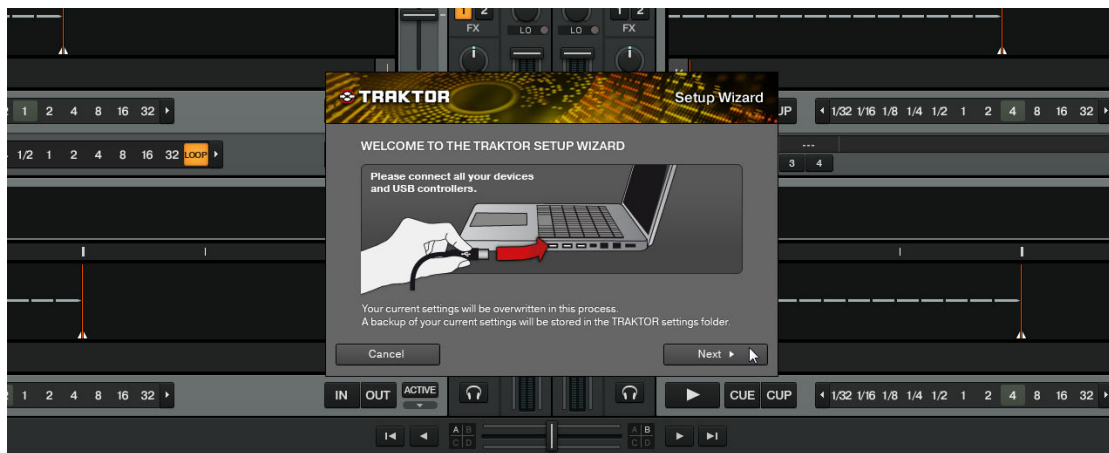 1 2
FX
LO
LO
1 2
FX
TRAKTOR
Setup Wizard
1 2 4 8 16 32
UP
1/32 1/16 1/8 1/4 1/2 1 2 4 8 16 32
WELCOME TO THE TRAKTOR SETUP WIZARD
1/2 1 2 4 8 16 32 LOOP
---
3 4
Please connect all your devices
and USB controllers.
Your current settings will be overwritten in this process.
A backup of your current settings will be stored in the TRAKTOR settings folder.
Cancel
Next
1 2 4 8 16 32
IN OUT ACTIVE
CUE CUP
1/32 1/16 1/8 1/4 1/2 1 2 4 8 16 32
A B
C D
A B
C D